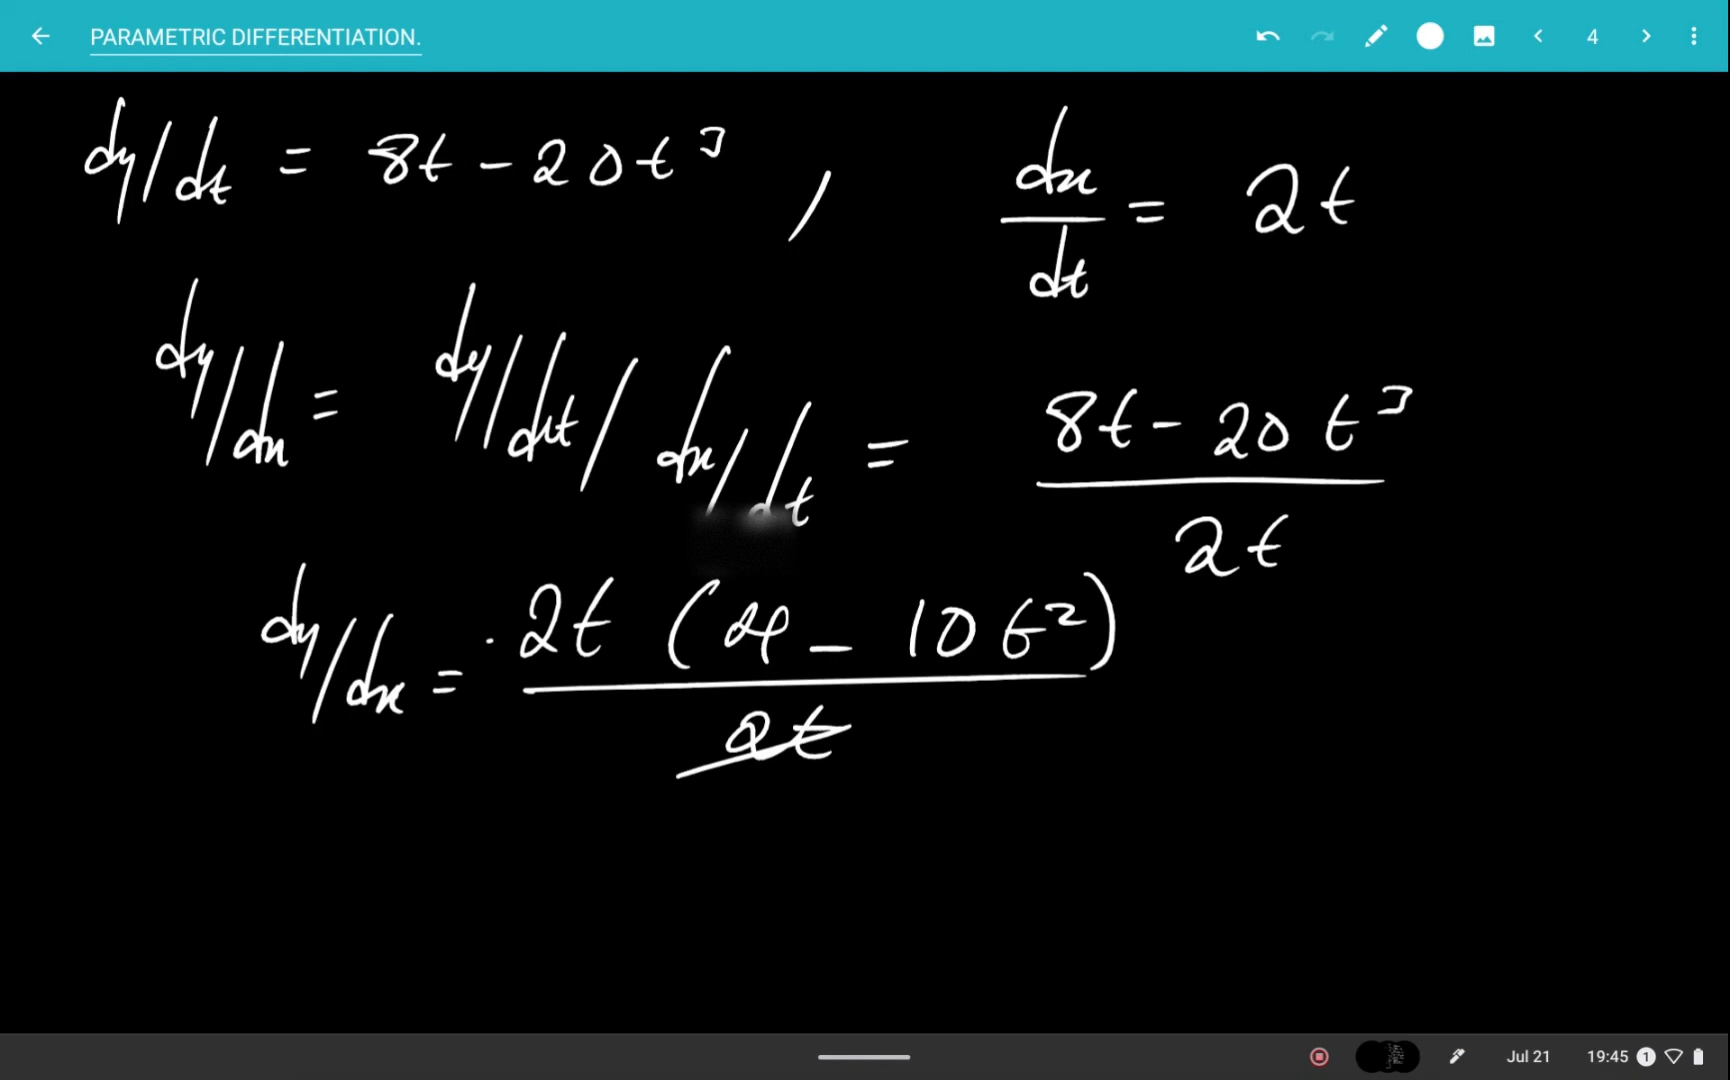 PARAMETRIC DIFFERENTIATION.
4
dy/dt = 8t - 20t³ , dx/dt = 2t
dy/dx = dy/dt / dx/dt = (8t - 20t³)/2t
dy/dx = 2t (4 - 10t²)/2t
Jul 21 19:45 1